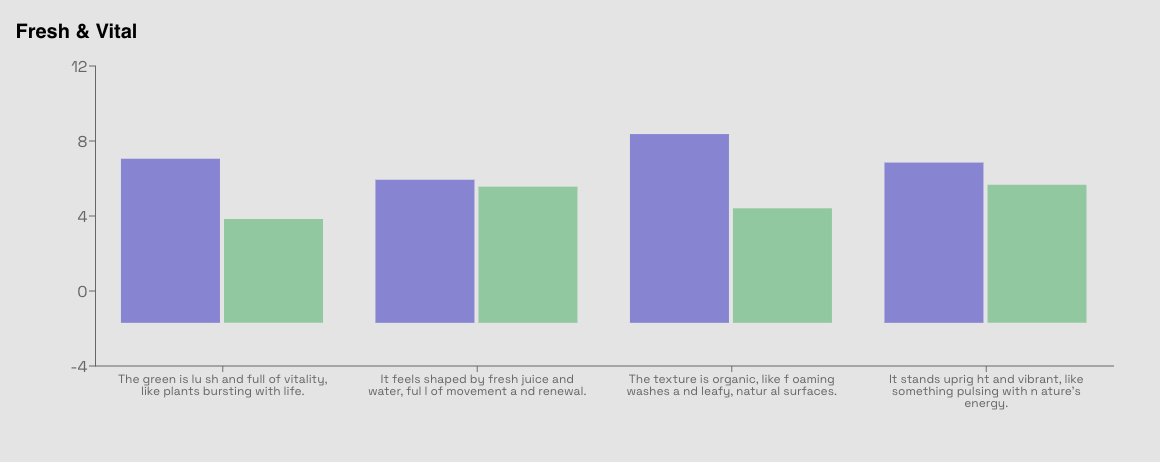 Fresh & Vital
12
8
4
0
-4
The green is lu sh and full of vitality,
like plants bursting with life.
It feels shaped by fresh juice and
water, ful l of movement a nd renewal.
The texture is organic, like f oaming
washes a nd leafy, natur al surfaces.
It stands uprig ht and vibrant, like
something pulsing with n ature's
energy.